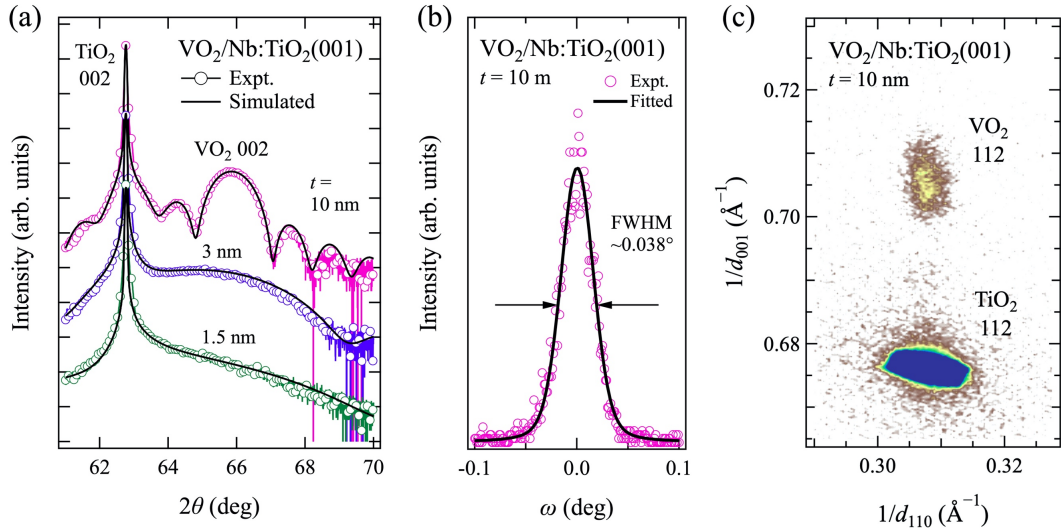 (a)
TiO₂
002
VO₂/Nb:TiO₂(001)
Expt.
Simulated
VO₂ 002
t =
10 nm
3 nm
1.5 nm
Intensity (arb. units)
62 64 66 68 70
2θ (deg)
(b)
VO₂/Nb:TiO₂(001)
t = 10 m
Expt.
Fitted
FWHM
~0.038°
Intensity (arb. units)
-0.1 0.0 0.1
ω (deg)
(c)
VO₂/Nb:TiO₂(001)
t = 10 nm
0.72
VO₂
112
0.70
TiO₂
112
0.68
1/d₀₀₁ (Å⁻¹)
0.30 0.32
1/d₁₁₀ (Å⁻¹)